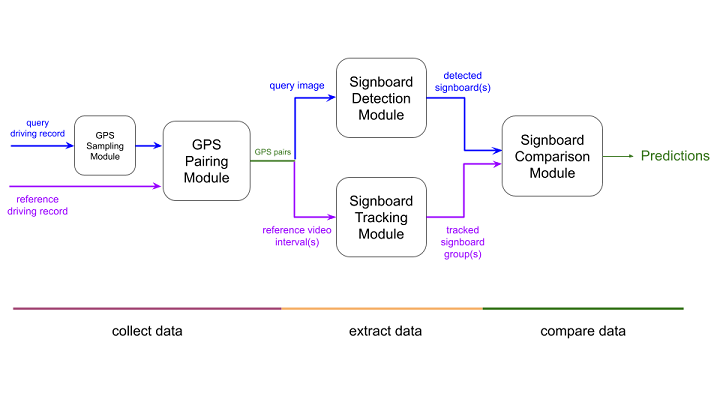 query
driving record
GPS
Sampling
Module
reference
driving record
GPS
Pairing
Module
GPS pairs
query image
Signboard
Detection
Module
detected
signboard(s)
reference video
interval(s)
Signboard
Tracking
Module
tracked
signboard
group(s)
Signboard
Comparison
Module
Predictions
collect data
extract data
compare data